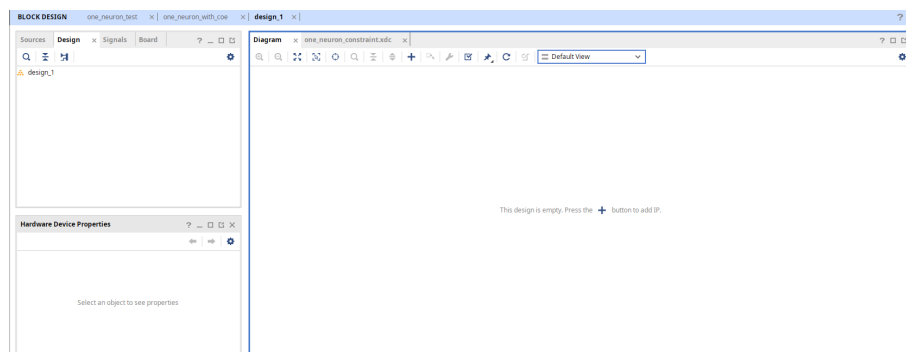 BLOCK DESIGN one_neuron_test × one_neuron_with_coe × design_1 × ?
Sources Design × Signals Board ? _
design_1
Diagram × one_neuron_constraint.xdc × ?
Default View
This design is empty. Press the + button to add IP.
Hardware Device Properties ? _ ×
Select an object to see properties